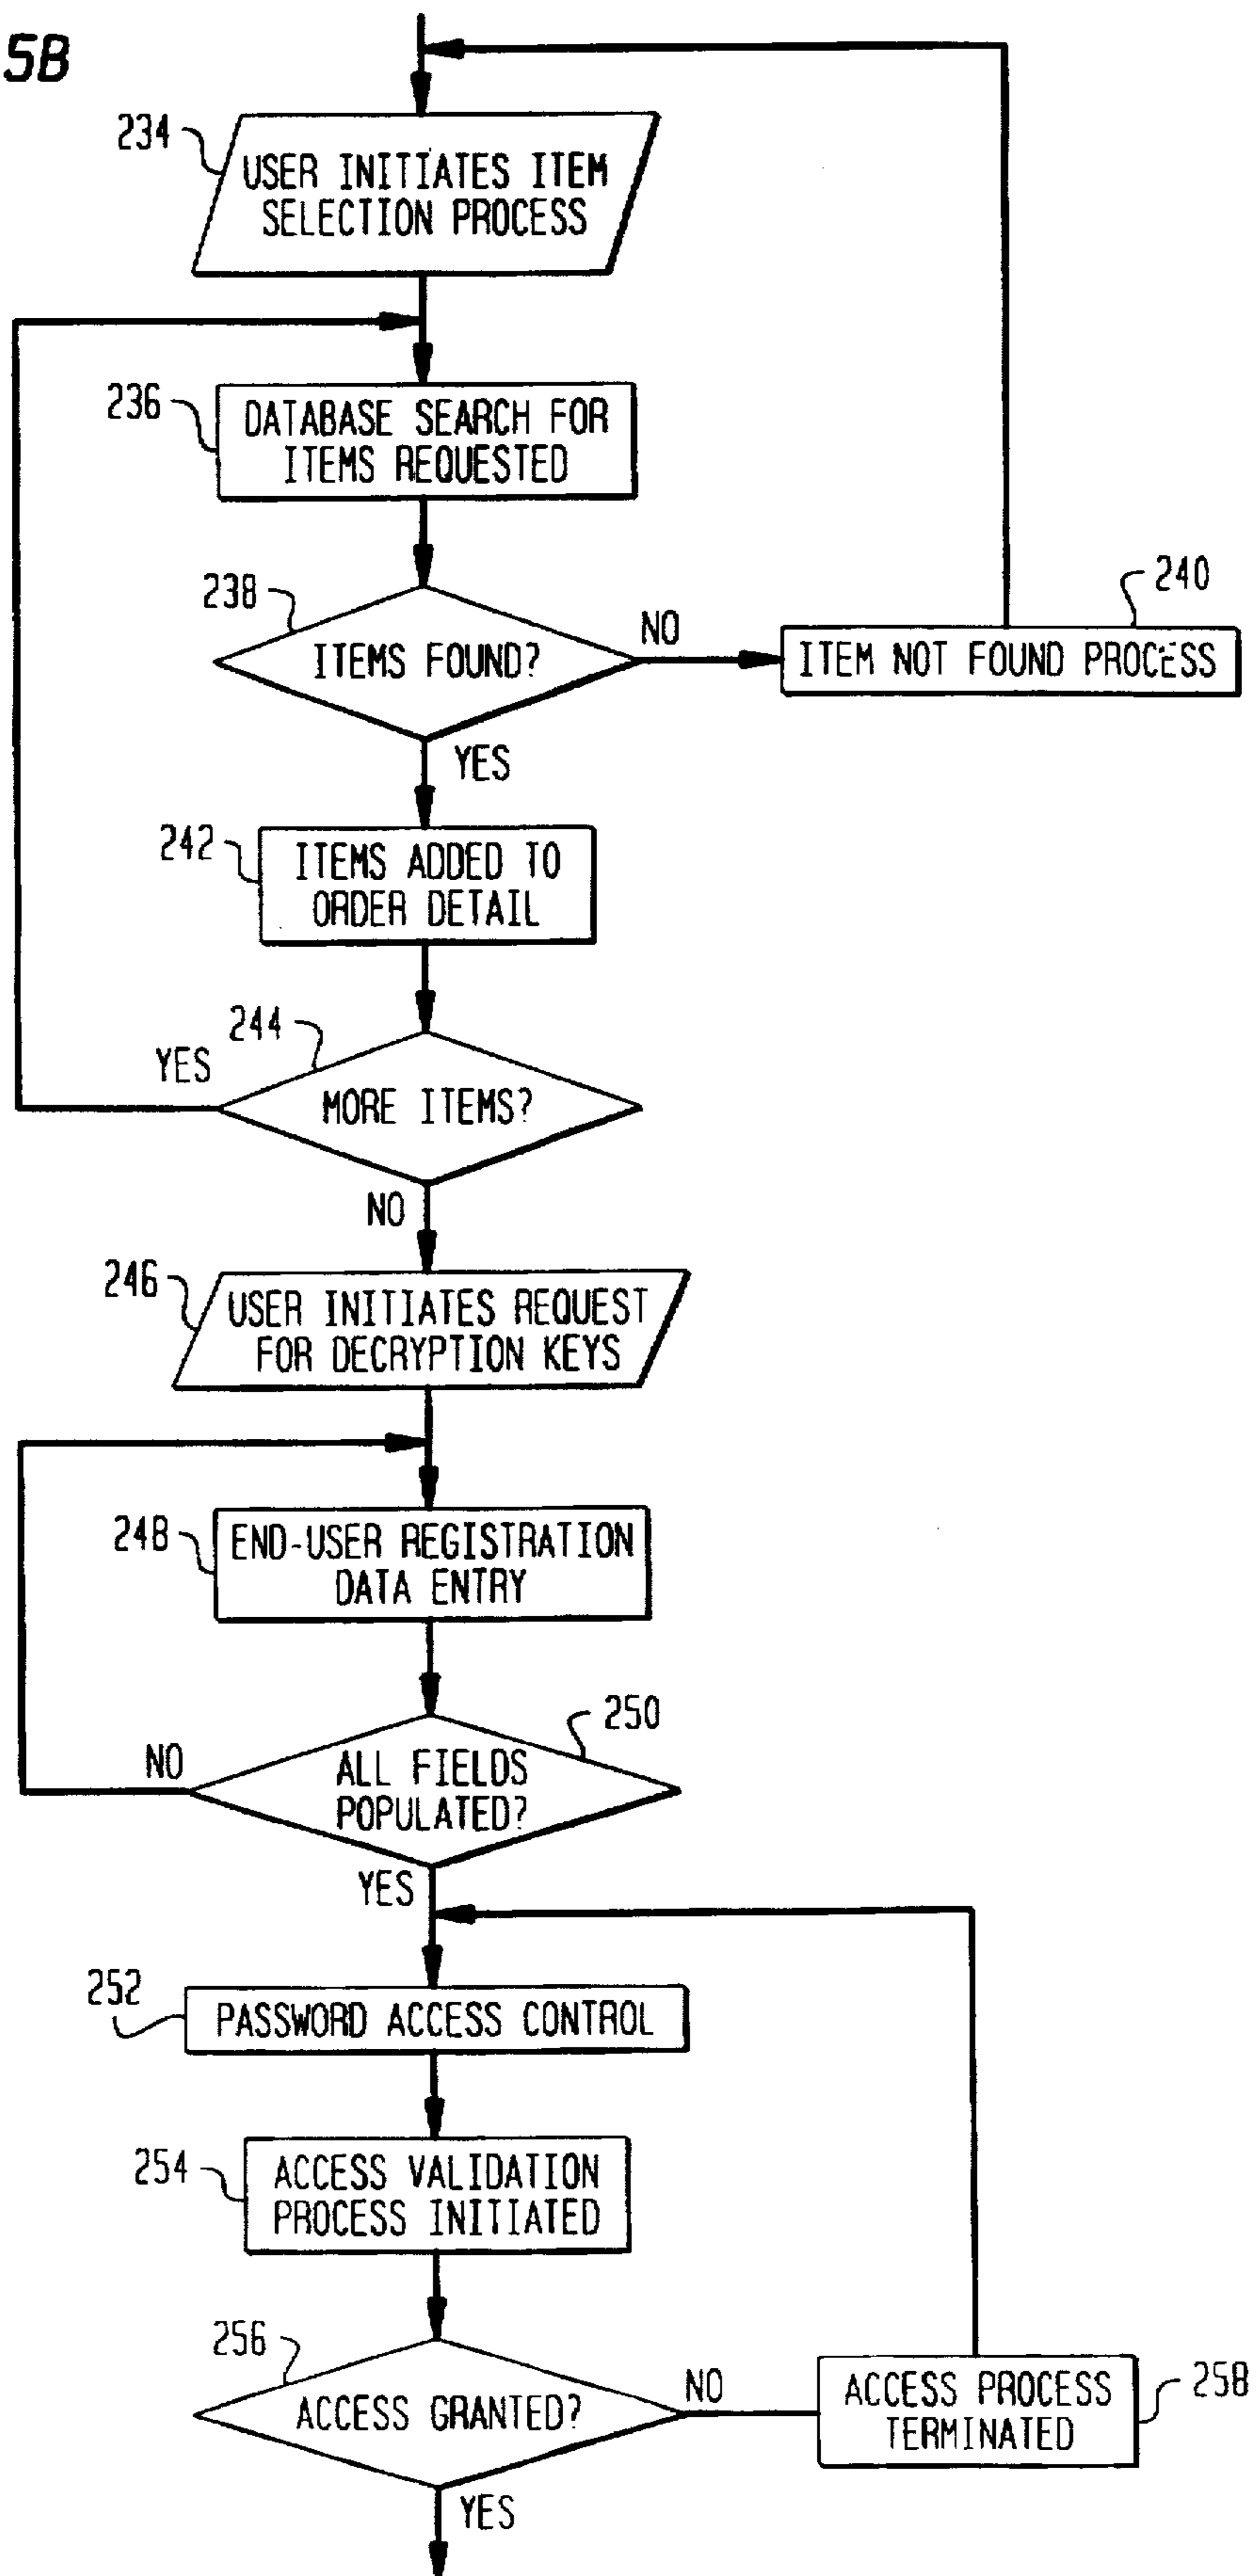 5B
234
USER INITIATES ITEM
SELECTION PROCESS
236
DATABASE SEARCH FOR
ITEMS REQUESTED
238
ITEMS FOUND?
NO
240
ITEM NOT FOUND PROCESS
YES
242
ITEMS ADDED TO
ORDER DETAIL
244
YES
MORE ITEMS?
NO
246
USER INITIATES REQUEST
FOR DECRYPTION KEYS
248
END-USER REGISTRATION
DATA ENTRY
250
NO
ALL FIELDS
POPULATED?
YES
252
PASSWORD ACCESS CONTROL
254
ACCESS VALIDATION
PROCESS INITIATED
256
ACCESS GRANTED?
NO
ACCESS PROCESS
TERMINATED
258
YES